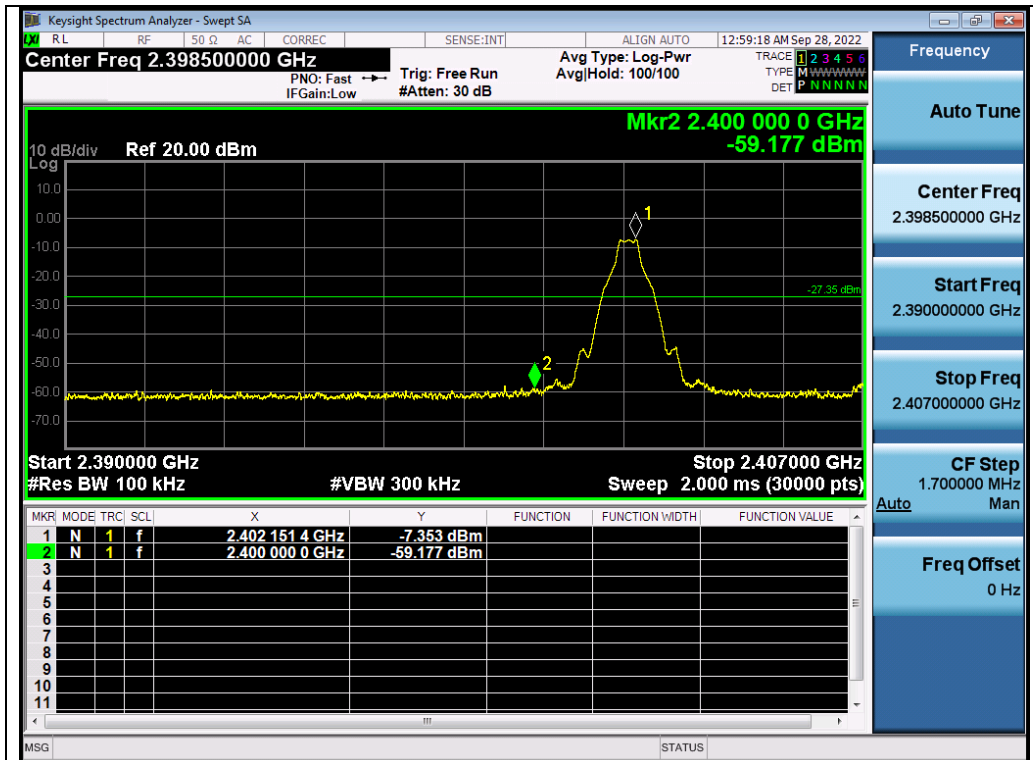 Keysight Spectrum Analyzer - Swept SA
LXI RL RF 50 Ω AC CORREC SENSE:INT ALIGN AUTO 12:59:18 AM Sep 28, 2022
Center Freq 2.398500000 GHz
PNO: Fast
IFGain:Low
Trig: Free Run
#Atten: 30 dB
Avg Type: Log-Pwr
Avg|Hold: 100/100
TRACE 1 2 3 4 5 6
TYPE M W W W W W
DET P N N N N N
Mkr2 2.400 000 0 GHz
-59.177 dBm
10 dB/div Ref 20.00 dBm
Log
10.0
0.00
-10.0
-20.0
-30.0
-40.0
-50.0
-60.0
-70.0
1
-27.35 dBm
2
Start 2.390000 GHz Stop 2.407000 GHz
#Res BW 100 kHz #VBW 300 kHz Sweep 2.000 ms (30000 pts)
MKR MODE TRC SCL X Y FUNCTION FUNCTION WIDTH FUNCTION VALUE
1 N 1 f 2.402 151 4 GHz -7.353 dBm
2 N 1 f 2.400 000 0 GHz -59.177 dBm
3
4
5
6
7
8
9
10
11
MSG STATUS
Frequency
Auto Tune
Center Freq
2.398500000 GHz
Start Freq
2.390000000 GHz
Stop Freq
2.407000000 GHz
CF Step
1.700000 MHz
Auto Man
Freq Offset
0 Hz